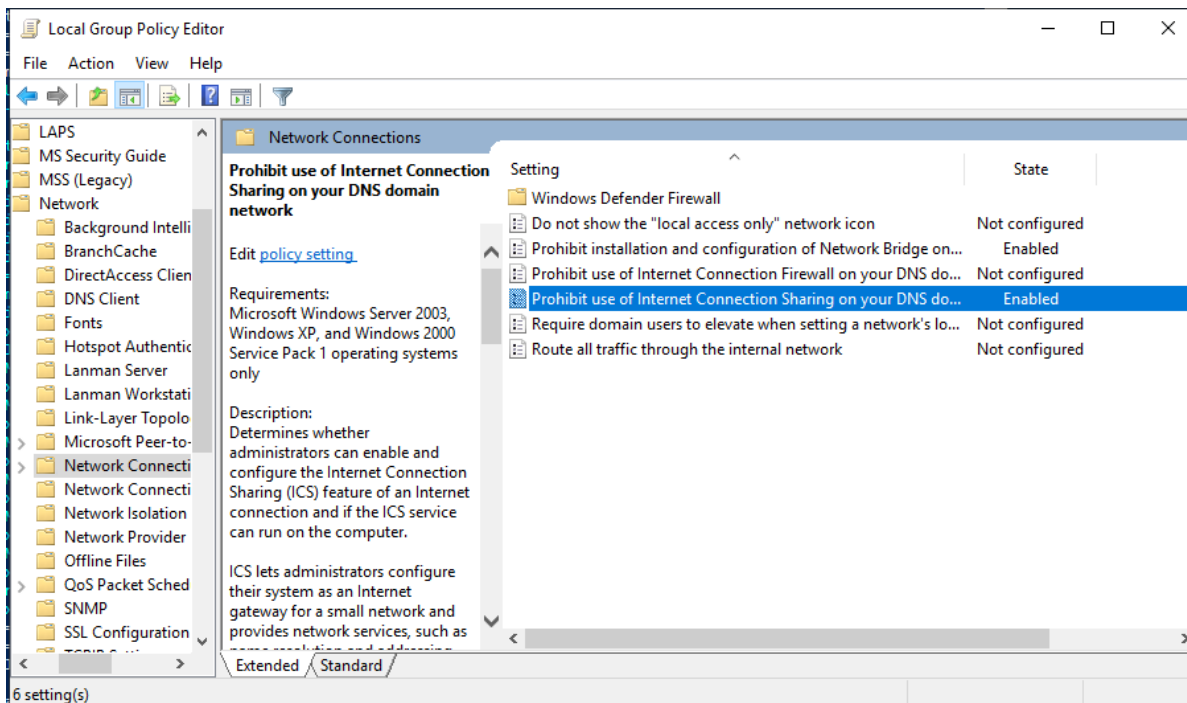 Local Group Policy Editor
File Action View Help
LAPS
MS Security Guide
MSS (Legacy)
Network
Background Intelli
BranchCache
DirectAccess Clien
DNS Client
Fonts
Hotspot Authentic
Lanman Server
Lanman Workstati
Link-Layer Topolo
Microsoft Peer-to-
Network Connecti
Network Connecti
Network Isolation
Network Provider
Offline Files
QoS Packet Sched
SNMP
SSL Configuration
Network Connections
Prohibit use of Internet Connection
Sharing on your DNS domain
network
Edit policy setting
Requirements:
Microsoft Windows Server 2003,
Windows XP, and Windows 2000
Service Pack 1 operating systems
only
Description:
Determines whether
administrators can enable and
configure the Internet Connection
Sharing (ICS) feature of an Internet
connection and if the ICS service
can run on the computer.
ICS lets administrators configure
their system as an Internet
gateway for a small network and
provides network services, such as
Setting State
Windows Defender Firewall
Do not show the "local access only" network icon Not configured
Prohibit installation and configuration of Network Bridge on... Enabled
Prohibit use of Internet Connection Firewall on your DNS do... Not configured
Prohibit use of Internet Connection Sharing on your DNS do... Enabled
Require domain users to elevate when setting a network's lo... Not configured
Route all traffic through the internal network Not configured
Extended Standard
6 setting(s)